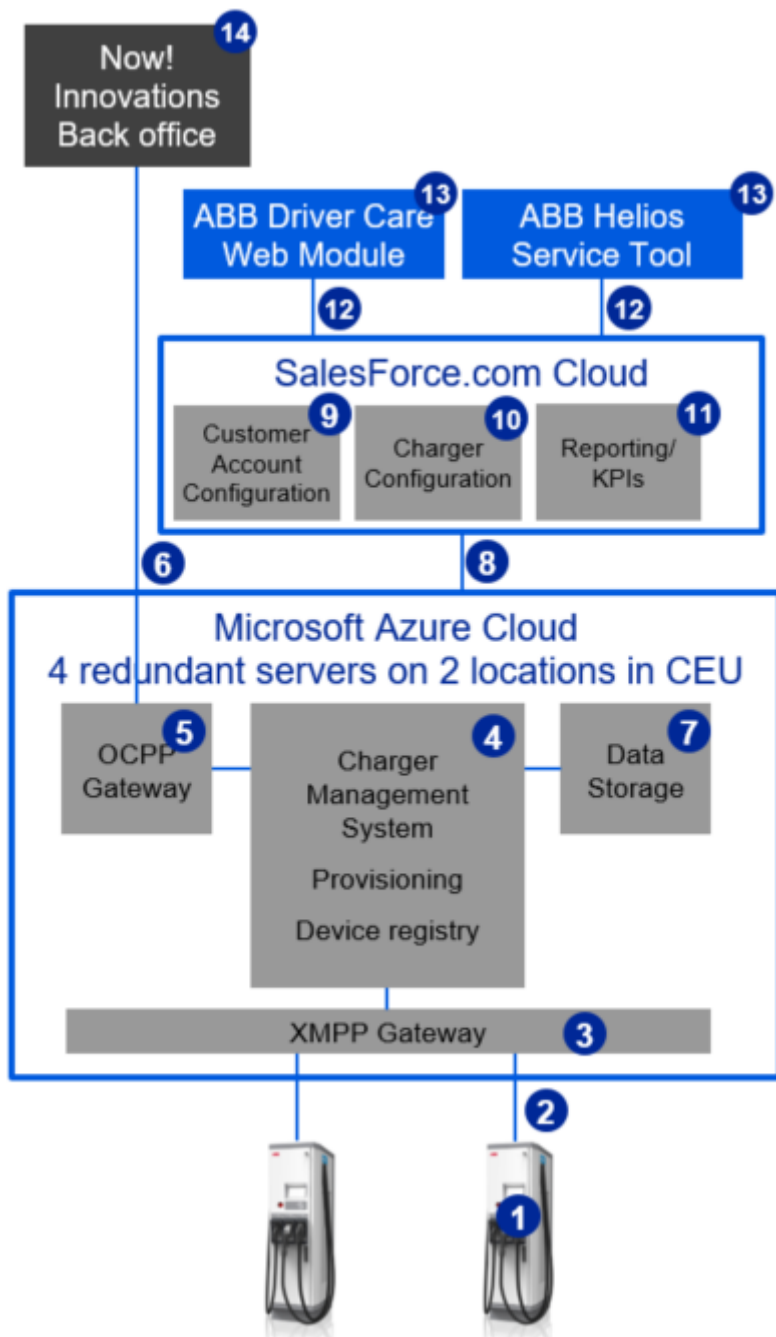 14
Now!
Innovations
Back office
13
ABB Driver Care
Web Module
13
ABB Helios
Service Tool
12
12
SalesForce.com Cloud
9
Customer
Account
Configuration
10
Charger
Configuration
11
Reporting/
KPIs
6
8
Microsoft Azure Cloud
4 redundant servers on 2 locations in CEU
5
OCPP
Gateway
4
Charger
Management
System
Provisioning
Device registry
7
Data
Storage
XMPP Gateway
3
2
1